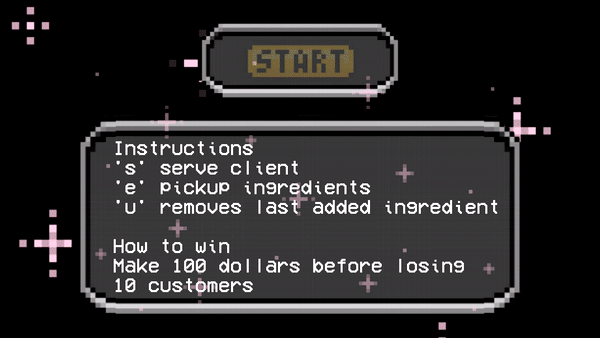 START
Instructions
's' serve client
'e' pickup ingredients
'u' removes last added ingredient
How to win
Make 100 dollars before losing
10 customers